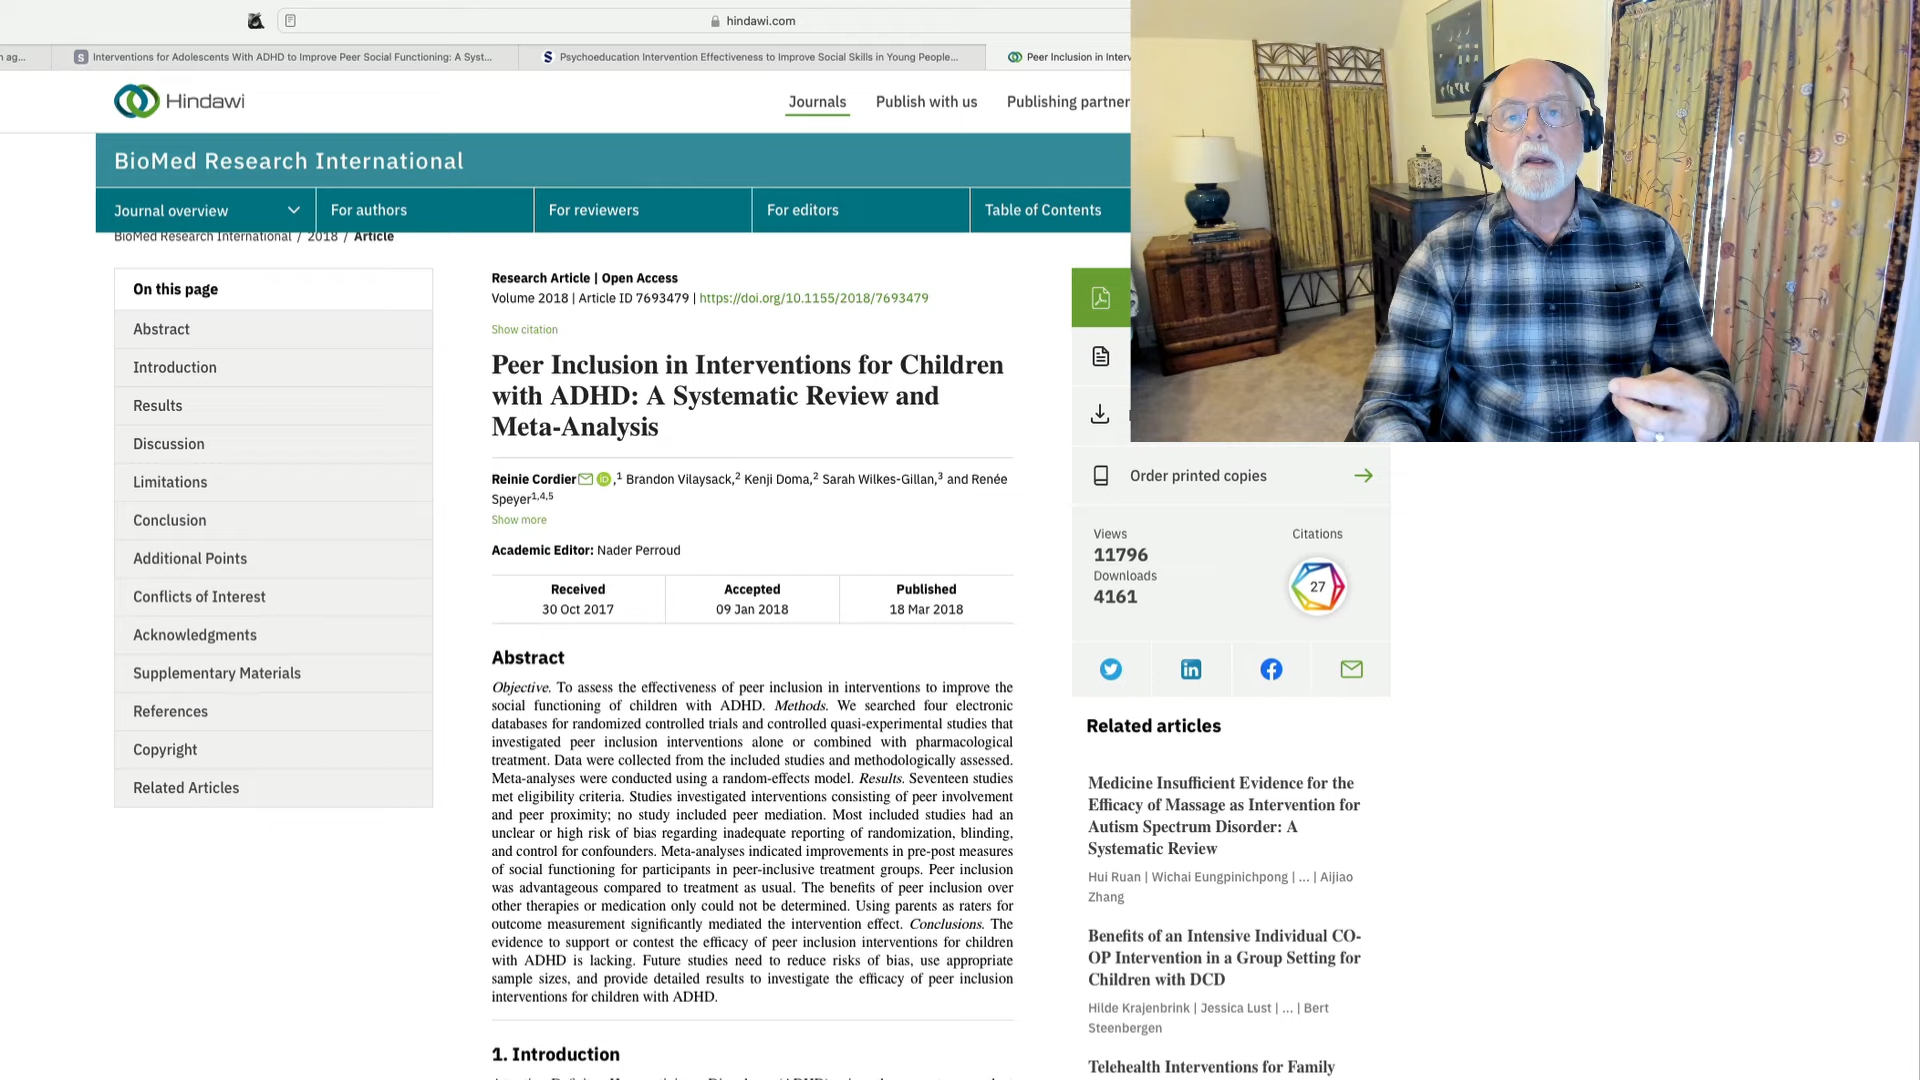 hindawi.com
Interventions for Adolescents With ADHD to Improve Peer Social Functioning: A Syst...
Psychoeducation Intervention Effectiveness to Improve Social Skills in Young People...
Peer Inclusion in Interv
Hindawi
Journals
Publish with us
Publishing partner
BioMed Research International
Journal overview
For authors
For reviewers
For editors
Table of Contents
BioMed Research International / 2018 / Article
On this page
Abstract
Introduction
Results
Discussion
Limitations
Conclusion
Additional Points
Conflicts of Interest
Acknowledgments
Supplementary Materials
References
Copyright
Related Articles
Research Article | Open Access
Volume 2018 | Article ID 7693479 | https://doi.org/10.1155/2018/7693479
Show citation
Peer Inclusion in Interventions for Children
with ADHD: A Systematic Review and
Meta-Analysis
Reinie Cordier,1 Brandon Vilaysack,2 Kenji Doma,2 Sarah Wilkes-Gillan,3 and Renée
Speyer1,4,5
Show more
Academic Editor: Nader Perroud
Received
30 Oct 2017
Accepted
09 Jan 2018
Published
18 Mar 2018
Abstract
Objective. To assess the effectiveness of peer inclusion in interventions to improve the
social functioning of children with ADHD. Methods. We searched four electronic
databases for randomized controlled trials and controlled quasi-experimental studies that
investigated peer inclusion interventions alone or combined with pharmacological
treatment. Data were collected from the included studies and methodologically assessed.
Meta-analyses were conducted using a random-effects model. Results. Seventeen studies
met eligibility criteria. Studies investigated interventions consisting of peer involvement
and peer proximity; no study included peer mediation. Most included studies had an
unclear or high risk of bias regarding inadequate reporting of randomization, blinding,
and control for confounders. Meta-analyses indicated improvements in pre-post measures
of social functioning for participants in peer-inclusive treatment groups. Peer inclusion
was advantageous compared to treatment as usual. The benefits of peer inclusion over
other therapies or medication only could not be determined. Using parents as raters for
outcome measurement significantly mediated the intervention effect. Conclusions. The
evidence to support or contest the efficacy of peer inclusion interventions for children
with ADHD is lacking. Future studies need to reduce risks of bias, use appropriate
sample sizes, and provide detailed results to investigate the efficacy of peer inclusion
interventions for children with ADHD.
1. Introduction
Order printed copies
Views
11796
Downloads
4161
Citations
27
Related articles
Medicine Insufficient Evidence for the
Efficacy of Massage as Intervention for
Autism Spectrum Disorder: A
Systematic Review
Hui Ruan | Wichai Eungpinichpong | ... | Aijiao
Zhang
Benefits of an Intensive Individual CO-
OP Intervention in a Group Setting for
Children with DCD
Hilde Krajenbrink | Jessica Lust | ... | Bert
Steenbergen
Telehealth Interventions for Family